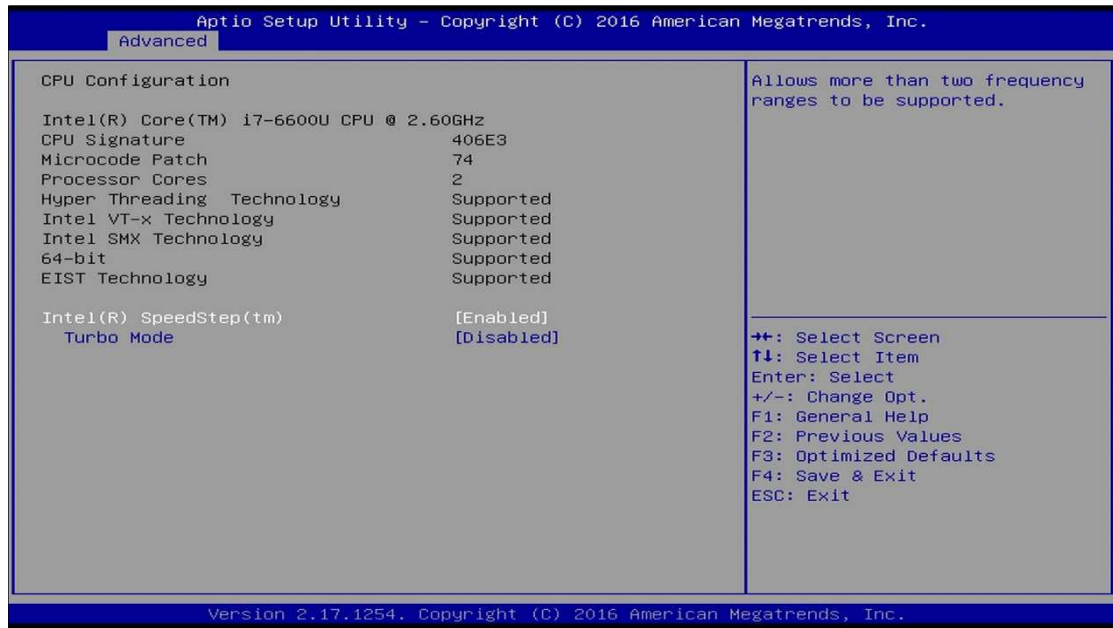 Aptio Setup Utility – Copyright (C) 2016 American Megatrends, Inc.
Advanced
CPU Configuration
Intel(R) Core(TM) i7-6600U CPU @ 2.60GHz
CPU Signature 406E3
Microcode Patch 74
Processor Cores 2
Hyper Threading Technology Supported
Intel VT-x Technology Supported
Intel SMX Technology Supported
64-bit Supported
EIST Technology Supported
Intel(R) SpeedStep(tm) [Enabled]
Turbo Mode [Disabled]
Allows more than two frequency
ranges to be supported.
→←: Select Screen
↑↓: Select Item
Enter: Select
+/-: Change Opt.
F1: General Help
F2: Previous Values
F3: Optimized Defaults
F4: Save & Exit
ESC: Exit
Version 2.17.1254. Copyright (C) 2016 American Megatrends, Inc.